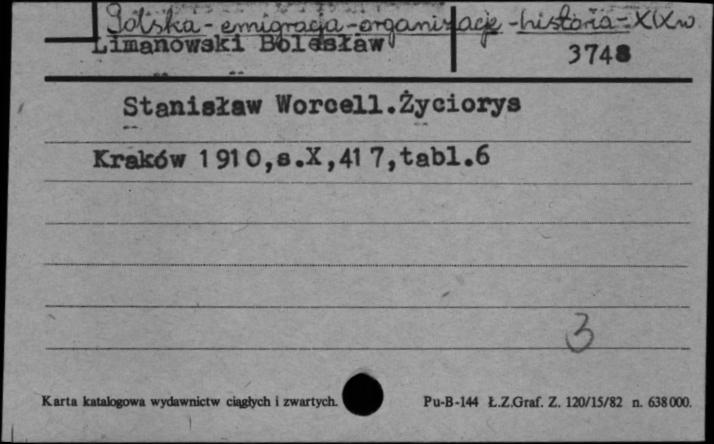 Polska - emigracja - organizacje - historia - XIX w
Limanowski Bolesław
3748
Stanisław Worcell.Życiorys
Kraków 1910,s.X,417,tabl.6
3
Karta katalogowa wydawnictw ciągłych i zwartych. Pu-B-144 Ł.Z.Graf. Z. 120/15/82 n. 638000.